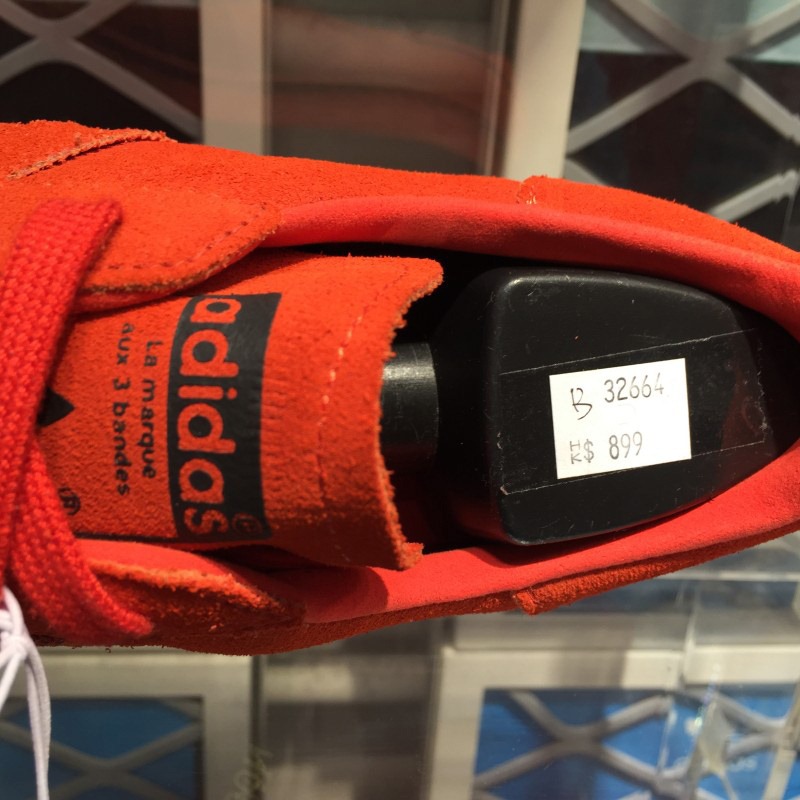 adidas ©
La marque
aux 3 bandes
®
B 32664
HK$ 899